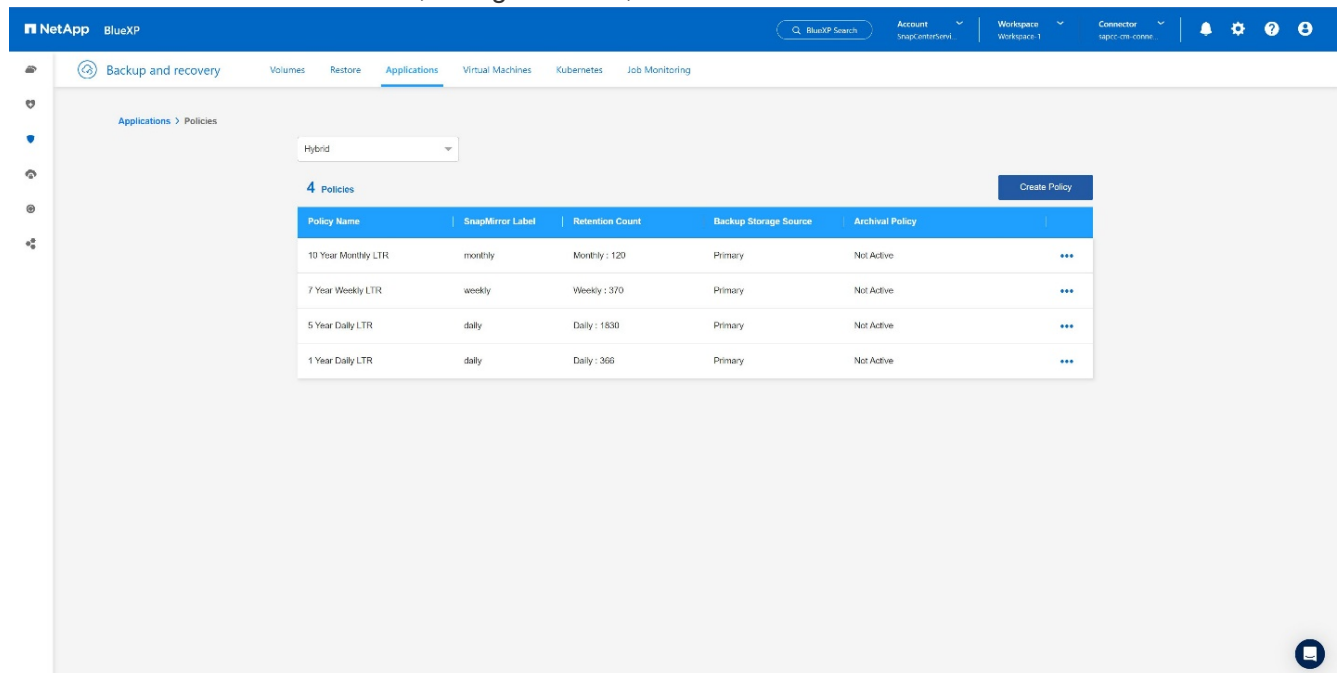 NetApp BlueXP BlueXP Search Account Workspace Connector
SnapCenterServi... Workspace-1 sapcc-cm-conne...
Backup and recovery Volumes Restore Applications Virtual Machines Kubernetes Job Monitoring
Applications > Policies
Hybrid
4 Policies Create Policy
Policy Name SnapMirror Label Retention Count Backup Storage Source Archival Policy
10 Year Monthly LTR monthly Monthly : 120 Primary Not Active
7 Year Weekly LTR weekly Weekly : 370 Primary Not Active
5 Year Daily LTR daily Daily : 1830 Primary Not Active
1 Year Daily LTR daily Daily : 366 Primary Not Active